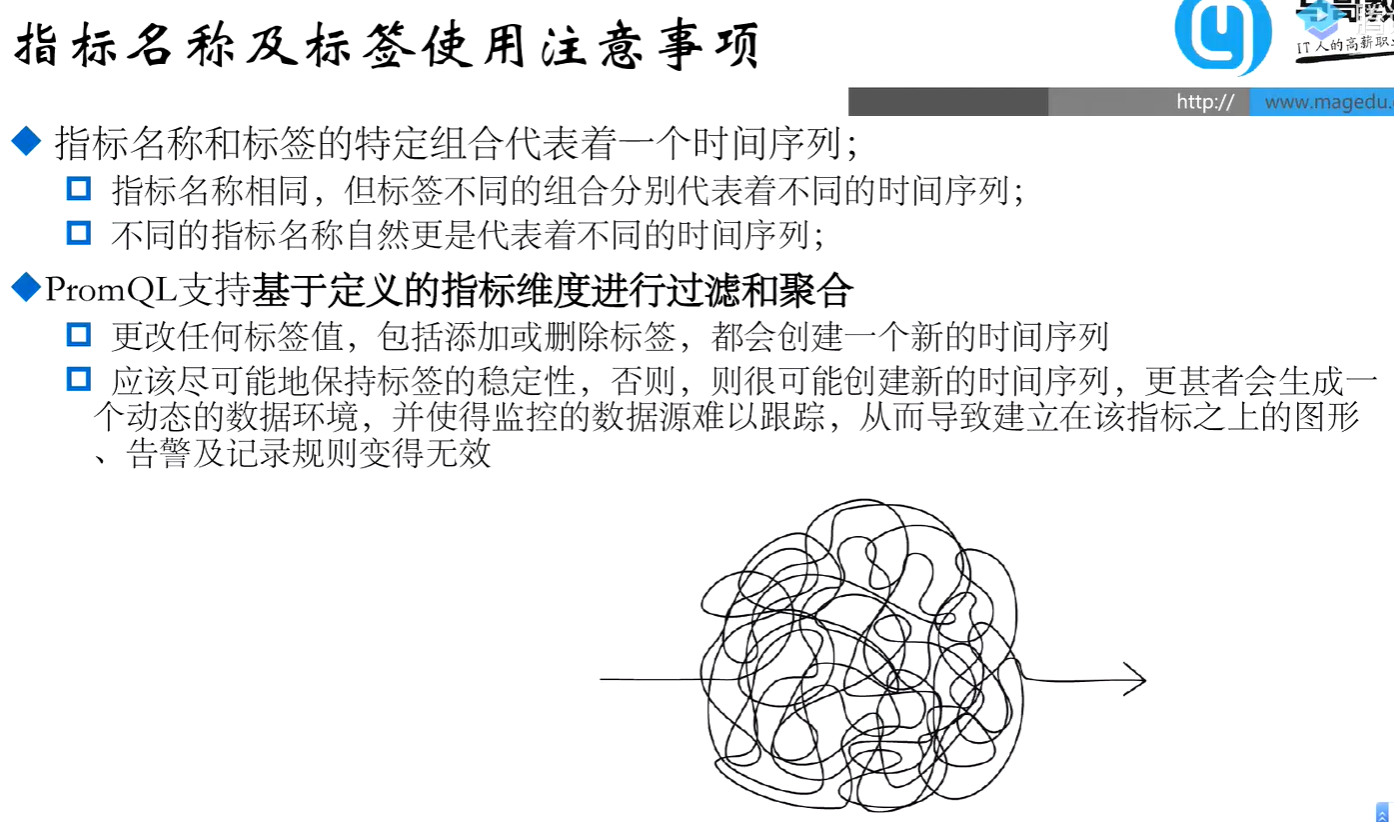 指标名称及标签使用注意事项
IT人的高薪职
http:// www.magedu.
指标名称和标签的特定组合代表着一个时间序列；
指标名称相同，但标签不同的组合分别代表着不同的时间序列；
不同的指标名称自然更是代表着不同的时间序列；
PromQL支持基于定义的指标维度进行过滤和聚合
更改任何标签值，包括添加或删除标签，都会创建一个新的时间序列
应该尽可能地保持标签的稳定性，否则，则很可能创建新的时间序列，更甚者会生成一
个动态的数据环境，并使得监控的数据源难以跟踪，从而导致建立在该指标之上的图形
、告警及记录规则变得无效